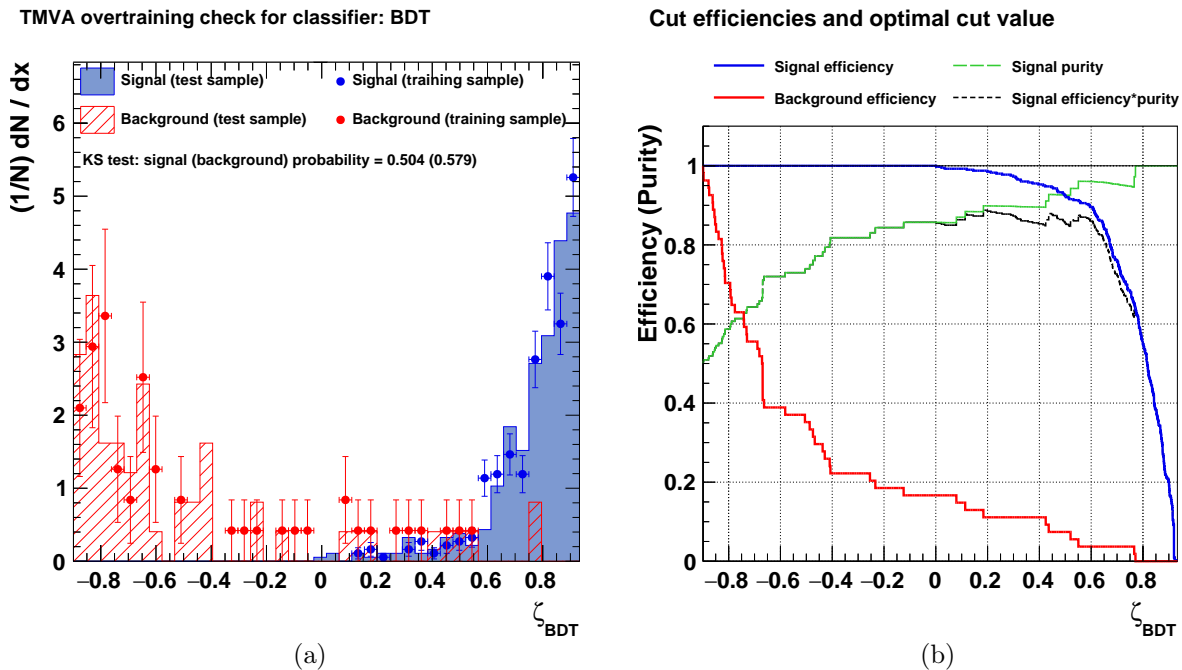 TMVA overtraining check for classifier: BDT
(1/N) dN / dx
Signal (test sample)
Signal (training sample)
Background (test sample)
Background (training sample)
KS test: signal (background) probability = 0.504 (0.579)
6
5
4
3
2
1
0
−0.8 −0.6 −0.4 −0.2 0 0.2 0.4 0.6 0.8
ζBDT
(a)
Cut efficiencies and optimal cut value
Signal efficiency
Signal purity
Background efficiency
Signal efficiency*purity
Efficiency (Purity)
1
0.8
0.6
0.4
0.2
0
−0.8 −0.6 −0.4 −0.2 0 0.2 0.4 0.6 0.8
ζBDT
(b)